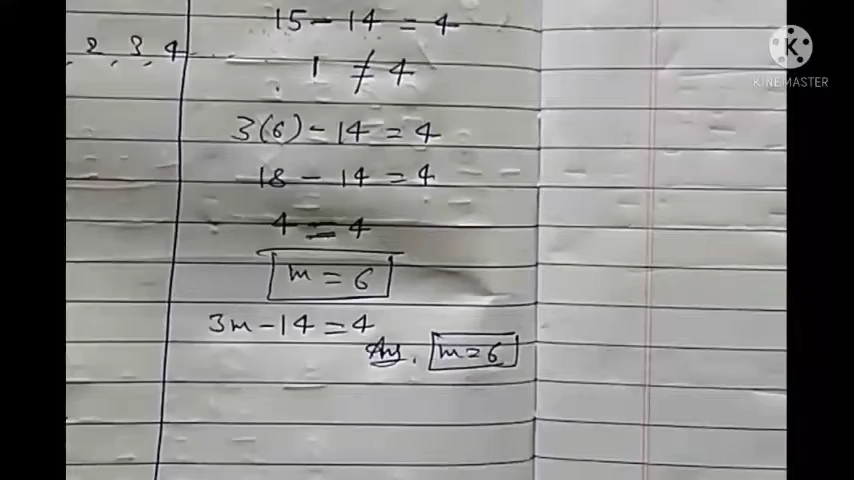 15 - 14 = 4
, 2, 3, 4
1 ≠ 4
3(6) - 14 = 4
18 - 14 = 4
4 = 4
m = 6
3m - 14 = 4
Ans. m = 6
K
KINEMASTER